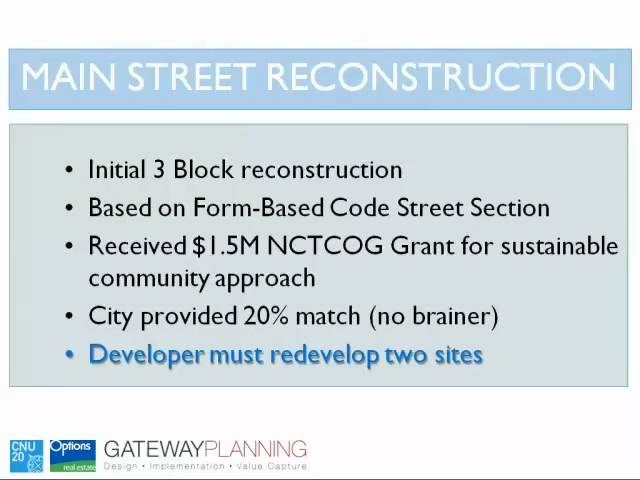 MAIN STREET RECONSTRUCTION
• Initial 3 Block reconstruction
• Based on Form-Based Code Street Section
• Received $1.5M NCTCOG Grant for sustainable
community approach
• City provided 20% match (no brainer)
• Developer must redevelop two sites
CNU
20
Options
real estate
GATEWAYPLANNING
Design • Implementation • Value Capture